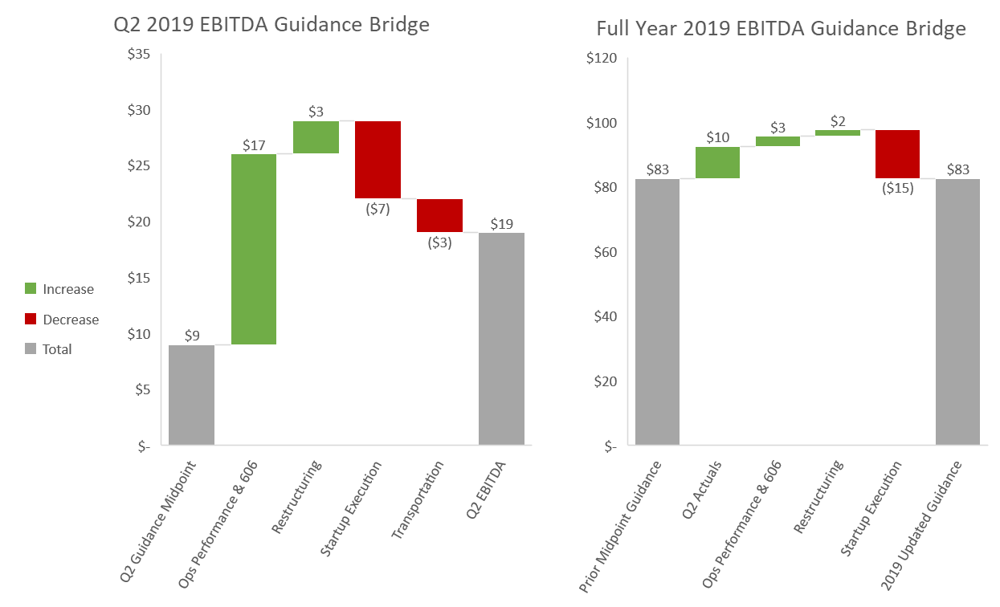 Q2 2019 EBITDA Guidance Bridge
$35
$30
$25
$20
$15
$10
$5
$-
$9
$17
$3
($7)
($3)
$19
Q2 Guidance Midpoint
Ops Performance & 606
Restructuring
Startup Execution
Transportation
Q2 EBITDA
Increase
Decrease
Total
Full Year 2019 EBITDA Guidance Bridge
$120
$100
$80
$60
$40
$20
$-
$83
$10
$3
$2
($15)
$83
Prior Midpoint Guidance
Q2 Actuals
Ops Performance & 606
Restructuring
Startup Execution
2019 Updated Guidance